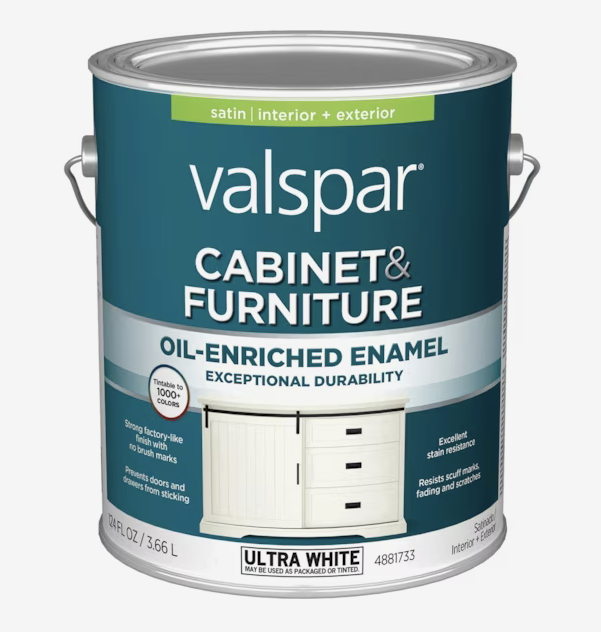 satin | interior + exterior
valspar®
CABINET &
FURNITURE
OIL-ENRICHED ENAMEL
EXCEPTIONAL DURABILITY
Tintable to
1000+
COLORS
Strong factory-like
finish with
no brush marks
Prevents doors and
drawers from sticking
Excellent
stain resistance
Resists scuff marks,
fading and scratches
124 FL OZ / 3.66 L
ULTRA WHITE
MAY BE USED AS PACKAGED OR TINTED.
4881733
Satinado /
Interior + Exterior